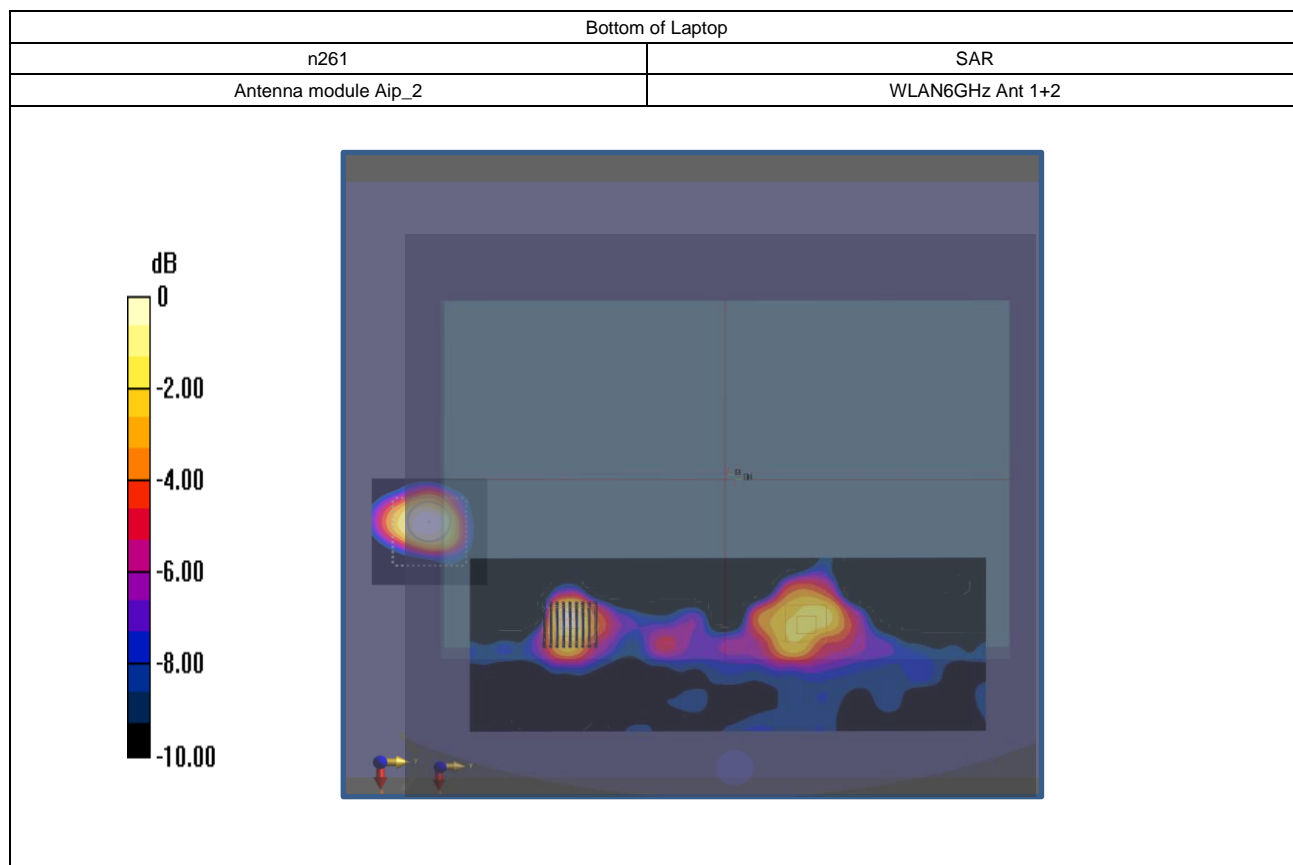 Bottom of Laptop
n261
SAR
Antenna module Aip_2
WLAN6GHz Ant 1+2
dB
0
-2.00
-4.00
-6.00
-8.00
-10.00